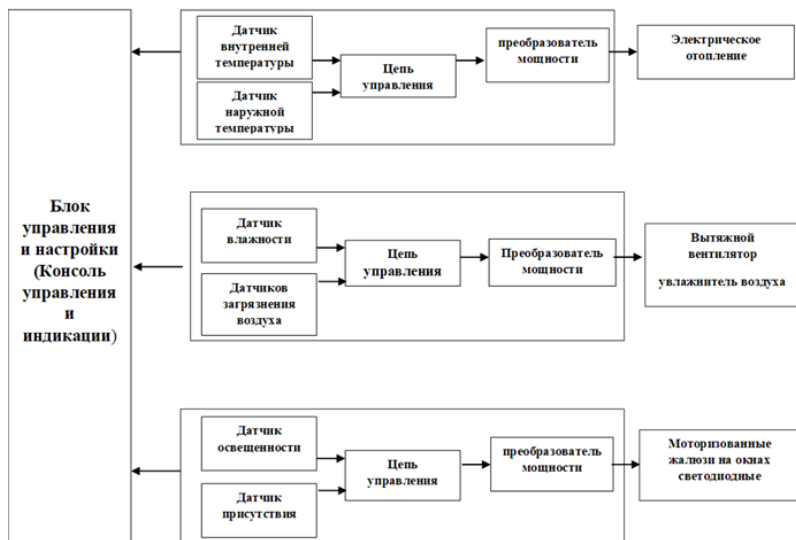 Блок
управления
и настройки
(Консоль
управления
и
индикации)
Датчик
внутренней
температуры
Датчик
наружной
температуры
Цепь
управления
преобразователь
мощности
Электрическое
отопление
Датчик
влажности
Датчиков
загрязнения
воздуха
Цепь
управления
Преобразователь
мощности
Вытяжной
вентилятор
увлажнитель воздуха
Датчик
освещенности
Датчик
присутствия
Цепь
управления
преобразователь
мощности
Моторизованные
жалюзи на окнах
светодиодные